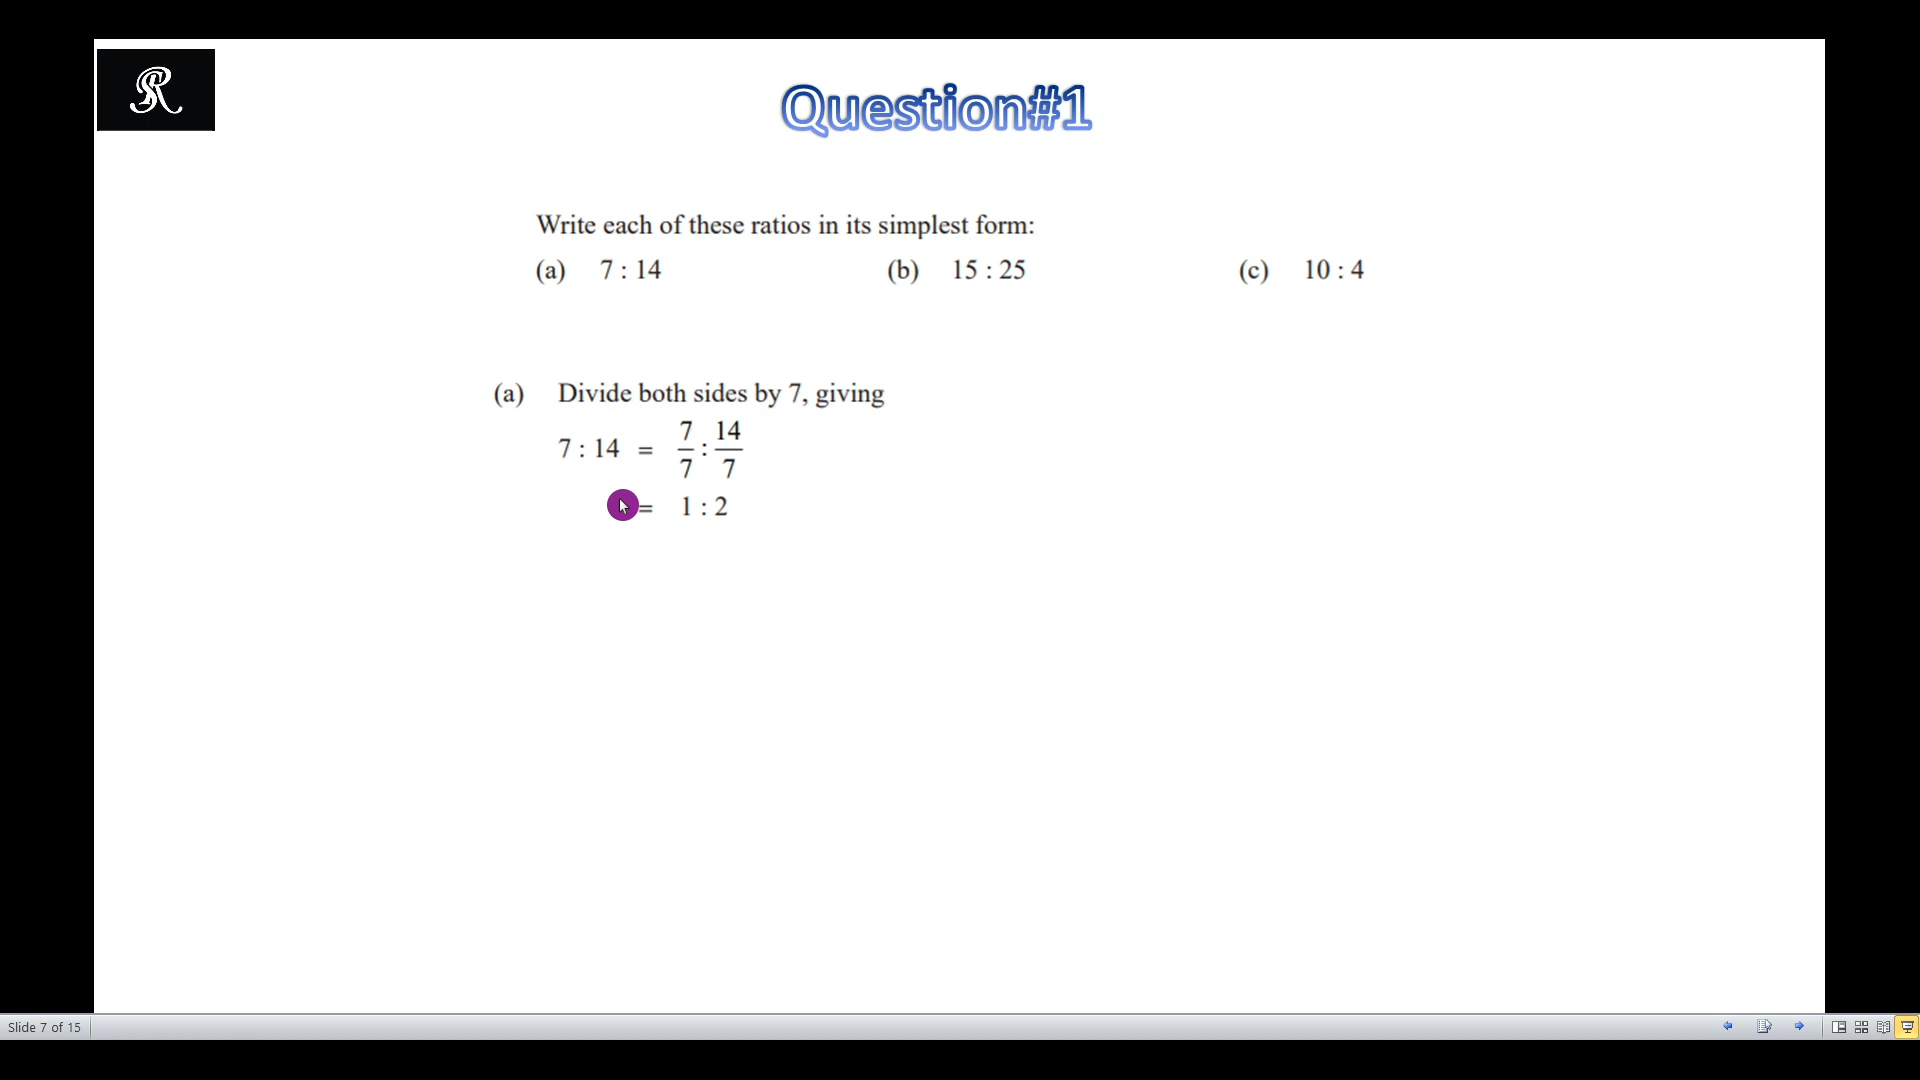 SR
Question#1
Write each of these ratios in its simplest form:
(a) 7 : 14 (b) 15 : 25 (c) 10 : 4
(a) Divide both sides by 7, giving
7 : 14 = 7/7 : 14/7
= 1 : 2
Slide 7 of 15